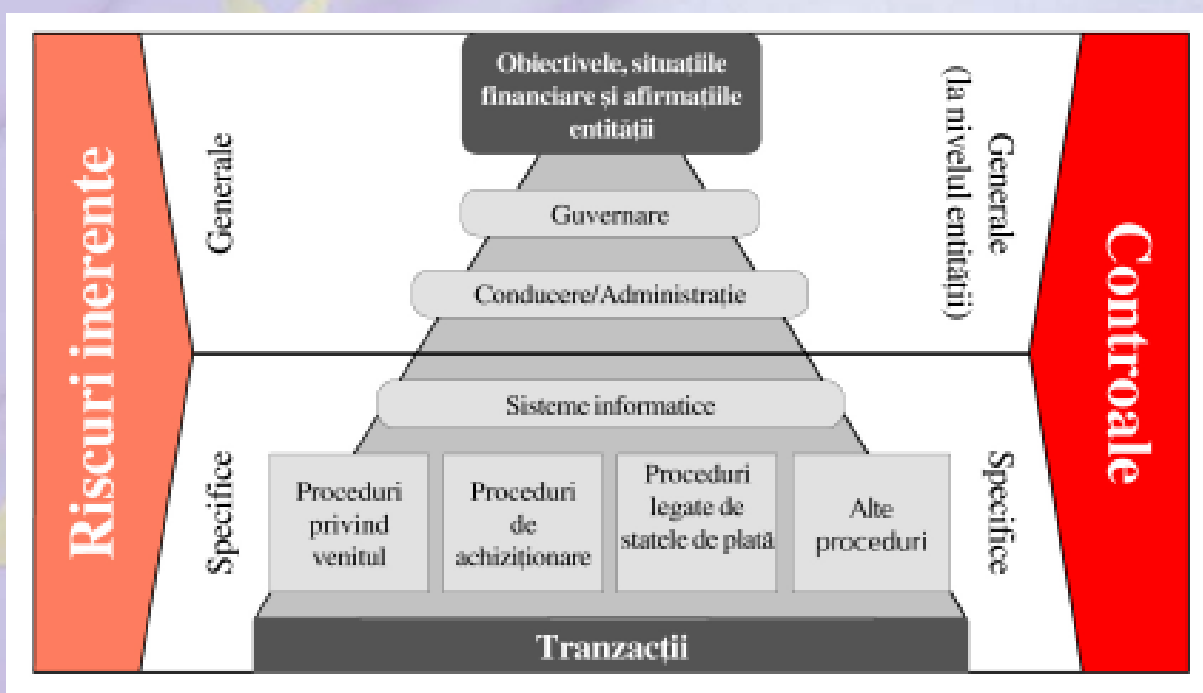 Riscuri inerente
Generale
Specifice
Obiectivele, situațiile
financiare și afirmațiile
entității
Guvernare
Conducere/Administrație
Sisteme informatice
Proceduri
privind
venitul
Proceduri
de
achiziționare
Proceduri
legate de
statele de plată
Alte
proceduri
Tranzacții
Generale
(la nivelul entității)
Specifice
Controale